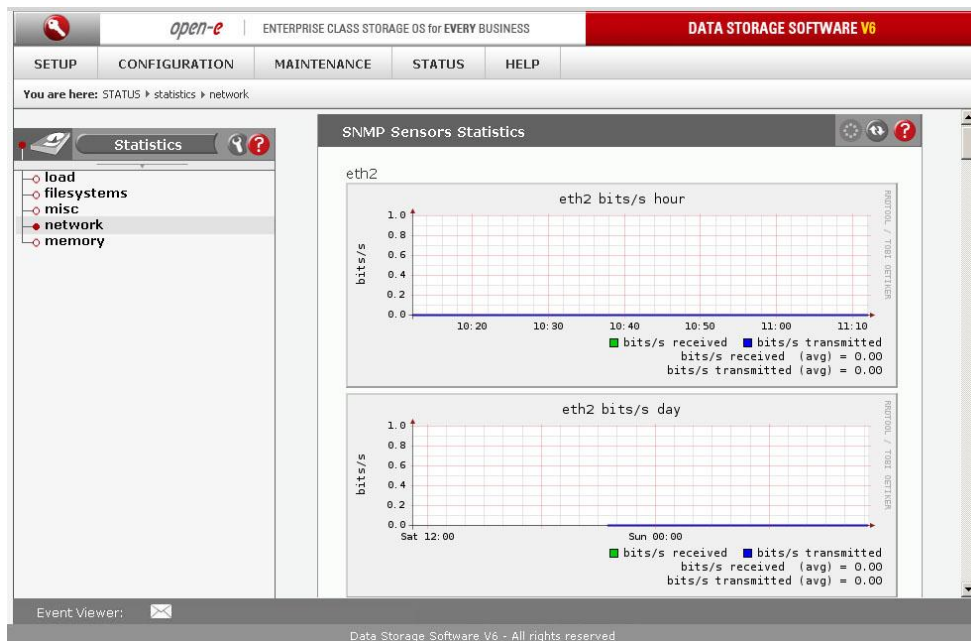 open-e ENTERPRISE CLASS STORAGE OS for EVERY BUSINESS DATA STORAGE SOFTWARE V6
SETUP CONFIGURATION MAINTENANCE STATUS HELP
You are here: STATUS statistics network
Statistics
load
filesystems
misc
network
memory
SNMP Sensors Statistics
eth2
eth2 bits/s hour
bits/s
1.0
0.8
0.6
0.4
0.2
0.0
10:20 10:30 10:40 10:50 11:00 11:10
bits/s received bits/s transmitted
bits/s received (avg) = 0.00
bits/s transmitted (avg) = 0.00
RRDTOOL / TOBI OETIKER
eth2 bits/s day
bits/s
1.0
0.8
0.6
0.4
0.2
0.0
Sat 12:00 Sun 00:00
bits/s received bits/s transmitted
bits/s received (avg) = 0.00
bits/s transmitted (avg) = 0.00
RRDTOOL / TOBI OETIKER
Event Viewer:
Data Storage Software V6 - All rights reserved